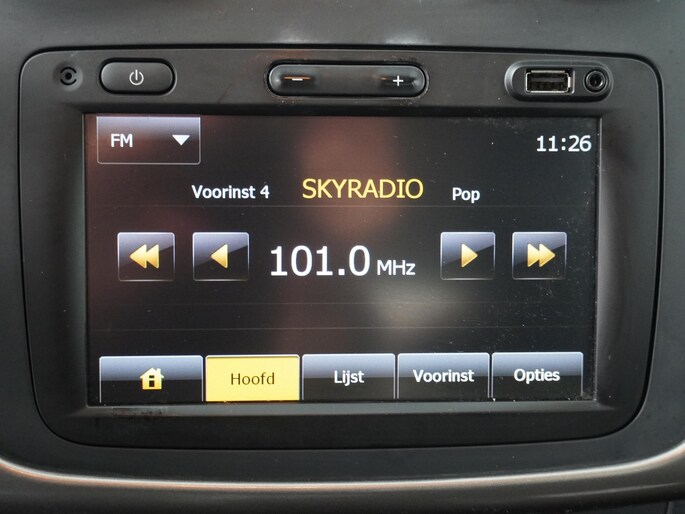 FM
11:26
Voorinst 4 SKYRADIO Pop
101.0 MHz
Hoofd Lijst Voorinst Opties